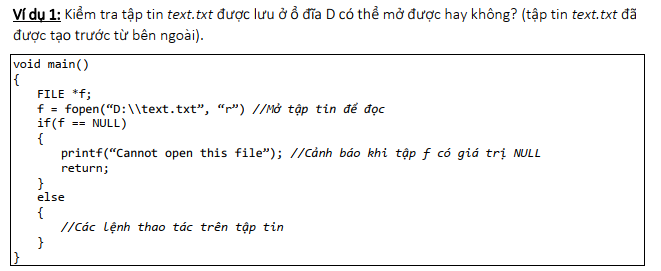 Ví dụ 1: Kiểm tra tập tin text.txt được lưu ở ổ đĩa D có thể mở được hay không? (tập tin text.txt đã
được tạo trước từ bên ngoài).
void main()
{
FILE *f;
f = fopen(“D:\\text.txt”, “r”) //Mở tập tin để đọc
if(f == NULL)
{
printf(“Cannot open this file”); //Cảnh báo khi tập f có giá trị NULL
return;
}
else
{
//Các lệnh thao tác trên tập tin
}
}